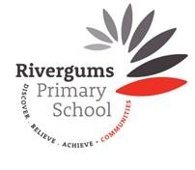 Rivergums
Primary
School
DISCOVER . BELIEVE . ACHIEVE • COMMUNITIES